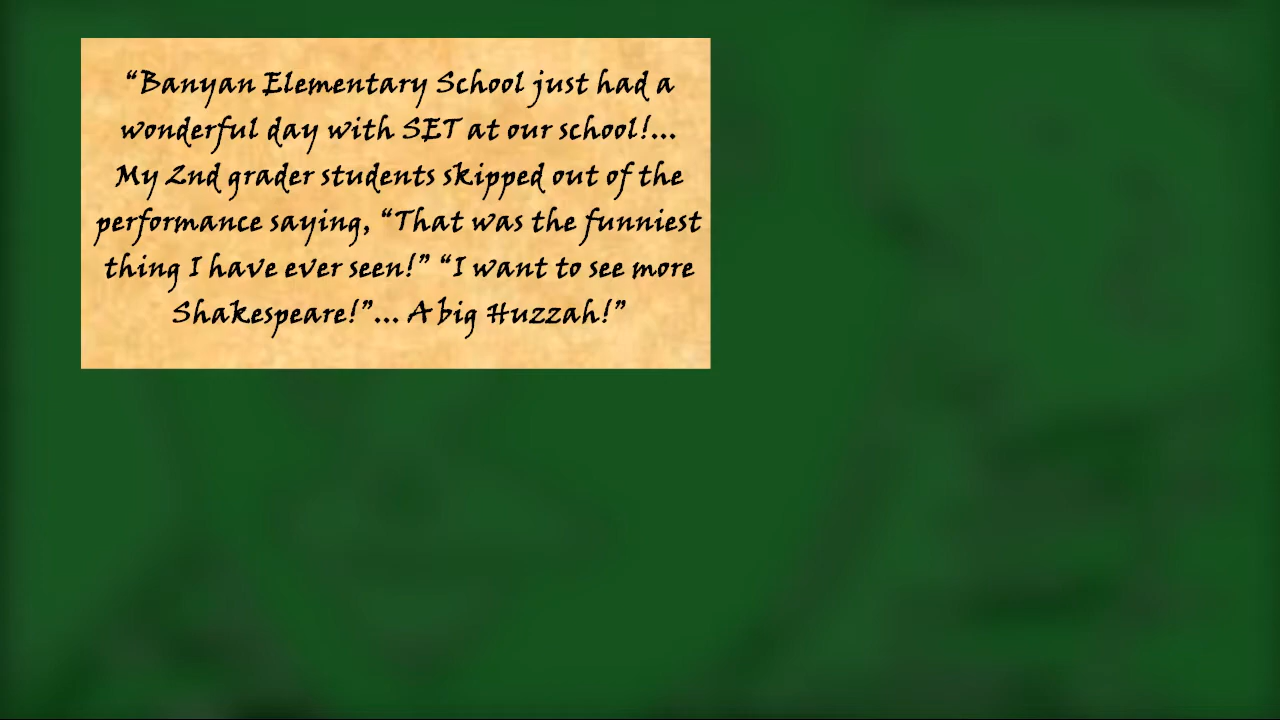 “Banyan Elementary School just had a
wonderful day with SET at our school!...
My 2nd grader students skipped out of the
performance saying, “That was the funniest
thing I have ever seen!” “I want to see more
Shakespeare!”... A big Huzzah!”